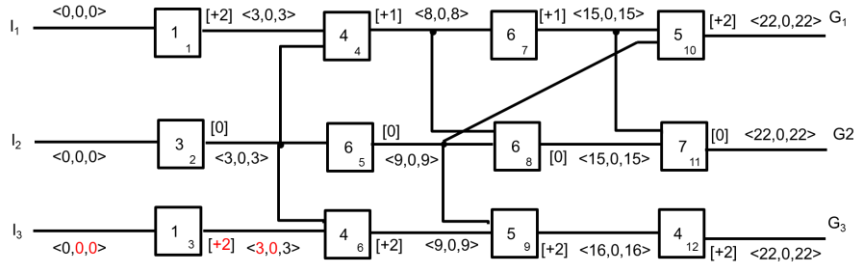 <0,0,0> [+2] <3,0,3> [+1] <8,0,8> [+1] <15,0,15> [+2] <22,0,22> G1
I1 1 1 4 4 6 7 5 10
[0] [0] [0] <22,0,22> G2
I2 3 2 6 5 6 8 7 11
<0,0,0> <3,0,3> <9,0,9> [0] <15,0,15>
I3 1 3 4 6 5 9 4 12 G3
<0,0,0> [+2] <3,0,3> [+2] <9,0,9> [+2] <16,0,16> [+2] <22,0,22>